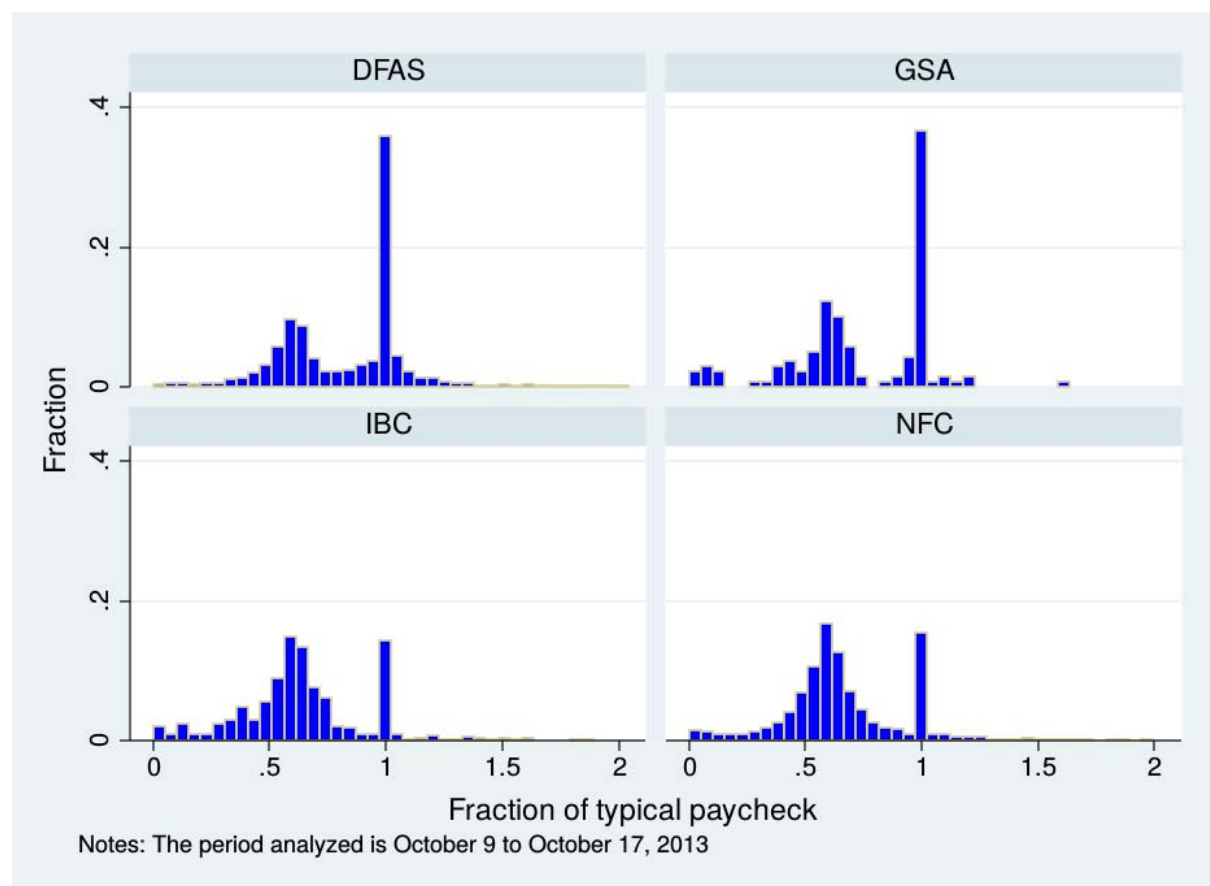 DFAS
GSA
.4
.2
0
IBC
NFC
.4
.2
0
0 .5 1 1.5 2
0 .5 1 1.5 2
Fraction
Fraction of typical paycheck
Notes: The period analyzed is October 9 to October 17, 2013